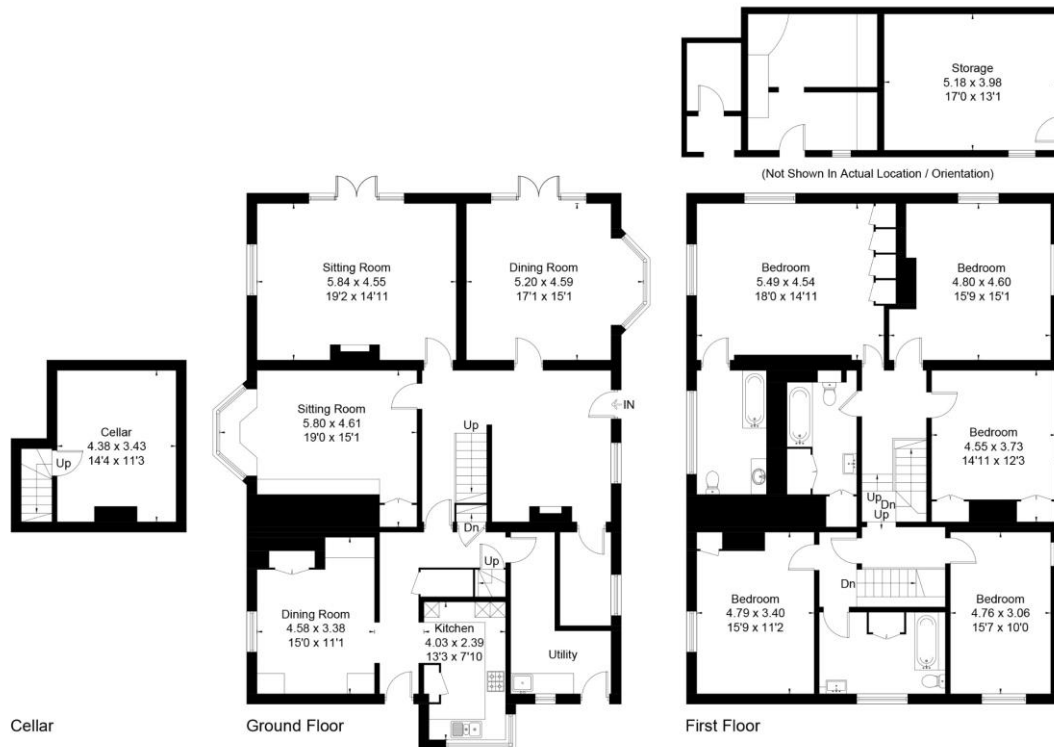 Storage
5.18 x 3.98
17'0 x 13'1
(Not Shown In Actual Location / Orientation)
Sitting Room
5.84 x 4.55
19'2 x 14'11
Dining Room
5.20 x 4.59
17'1 x 15'1
Bedroom
5.49 x 4.54
18'0 x 14'11
Bedroom
4.80 x 4.60
15'9 x 15'1
Cellar
4.38 x 3.43
14'4 x 11'3
Up
Sitting Room
5.80 x 4.61
19'0 x 15'1
Up
IN
Bedroom
4.55 x 3.73
14'11 x 12'3
Up
Dn
Up
Dn
Up
Dining Room
4.58 x 3.38
15'0 x 11'1
Kitchen
4.03 x 2.39
13'3 x 7'10
Utility
Bedroom
4.79 x 3.40
15'9 x 11'2
Dn
Bedroom
4.76 x 3.06
15'7 x 10'0
Cellar
Ground Floor
First Floor